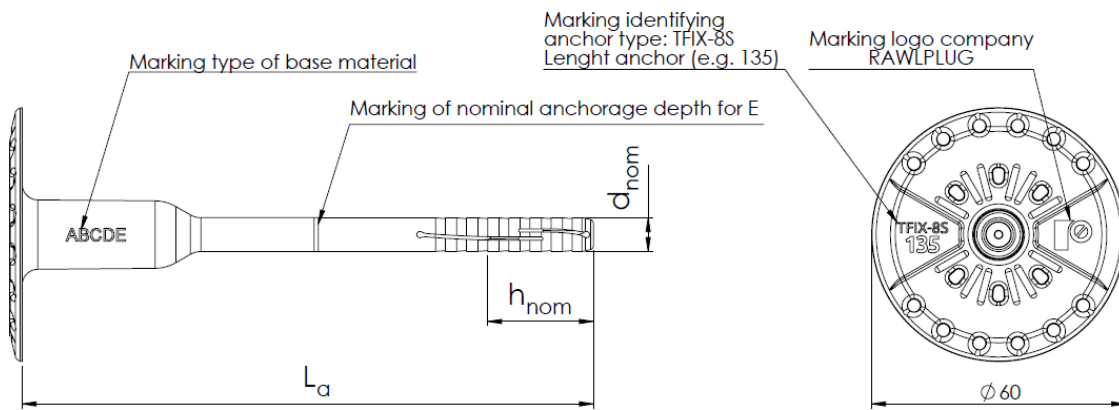 Marking identifying
anchor type: TFIX-8S
Lenght anchor (e.g. 135)
Marking logo company
RAWLPLUG
Marking type of base material
Marking of nominal anchorage depth for E
ABCDE
dnom
hnom
La
TFIX-8S
135
Ø60